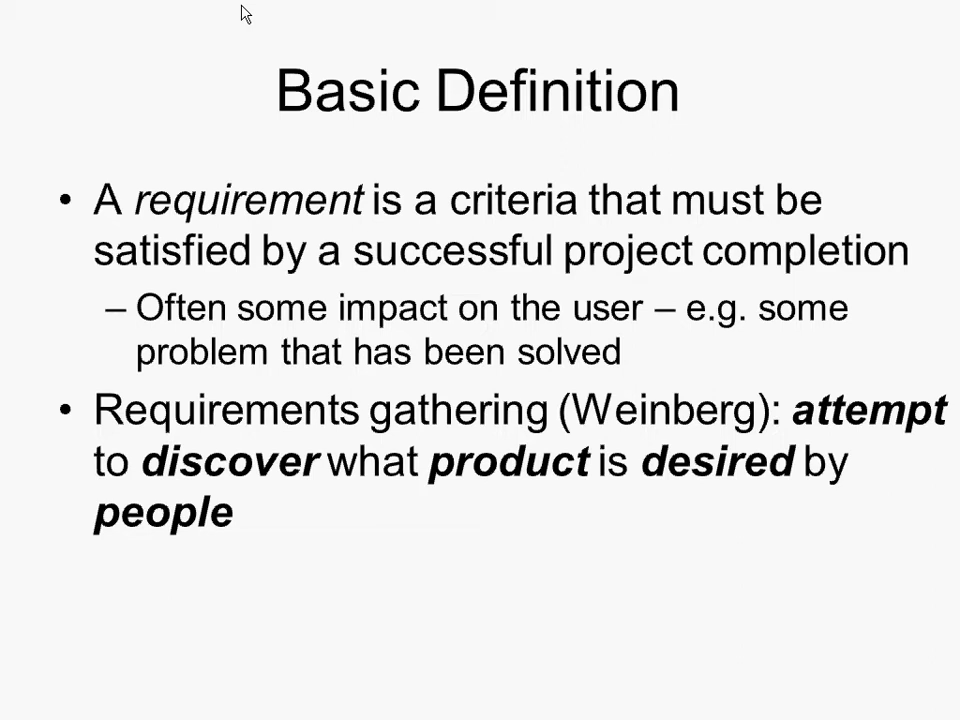 Basic Definition
• A requirement is a criteria that must be
satisfied by a successful project completion
– Often some impact on the user – e.g. some
problem that has been solved
• Requirements gathering (Weinberg): attempt
to discover what product is desired by
people